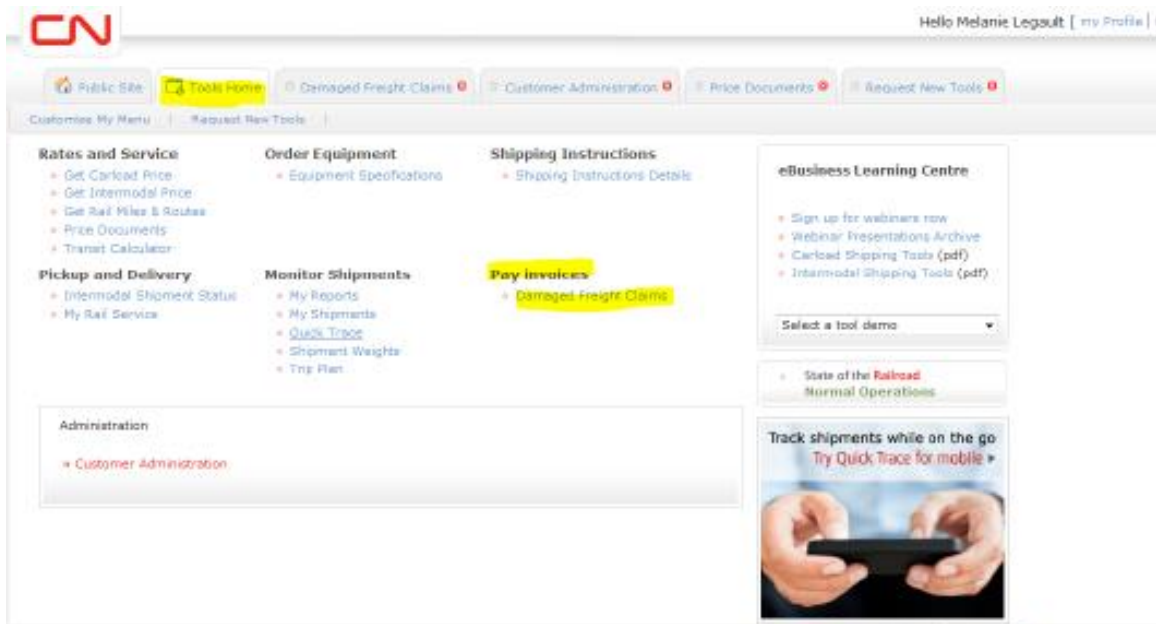 CN
Hello Melanie Legault [ my Profile |
Public Site
Tools Home
Damaged Freight Claims
Customer Administration
Price Documents
Request New Tools
Customize My Menu | Request New Tools |
Rates and Service
Get Carload Price
Get Intermodal Price
Get Rail Miles & Routes
Price Documents
Transit Calculator
Order Equipment
Equipment Specifications
Shipping Instructions
Shipping Instructions Details
Pickup and Delivery
Intermodal Shipment Status
My Rail Service
Monitor Shipments
My Reports
My Shipments
Quick Trace
Shipment Weights
Trip Plan
Pay invoices
Damaged Freight Claims
Administration
» Customer Administration
eBusiness Learning Centre
Sign up for webinars now
Webinar Presentations Archive
Carload Shipping Tools (pdf)
Intermodal Shipping Tools (pdf)
Select a tool demo
State of the Railroad
Normal Operations
Track shipments while on the go
Try Quick Trace for mobile »